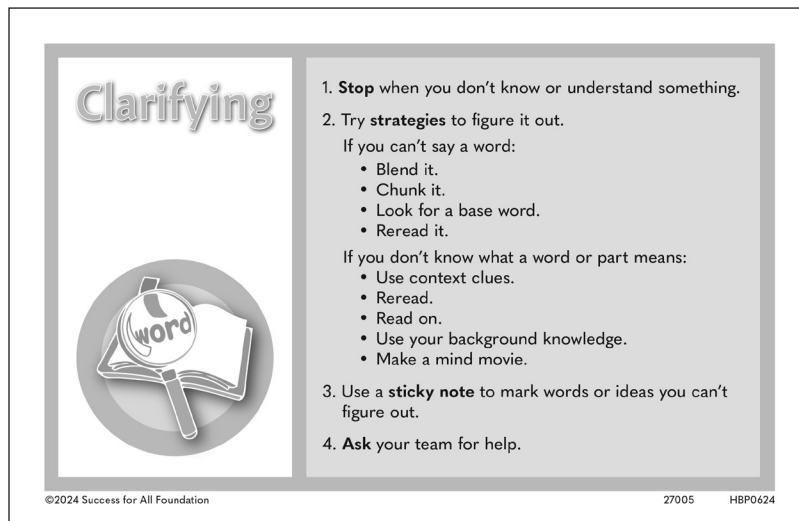 Clarifying
1. Stop when you don't know or understand something.
2. Try strategies to figure it out.
If you can't say a word:
• Blend it.
• Chunk it.
• Look for a base word.
• Reread it.
If you don't know what a word or part means:
• Use context clues.
• Reread.
• Read on.
• Use your background knowledge.
• Make a mind movie.
3. Use a sticky note to mark words or ideas you can't
figure out.
4. Ask your team for help.
word
©2024 Success for All Foundation
27005 HBP0624